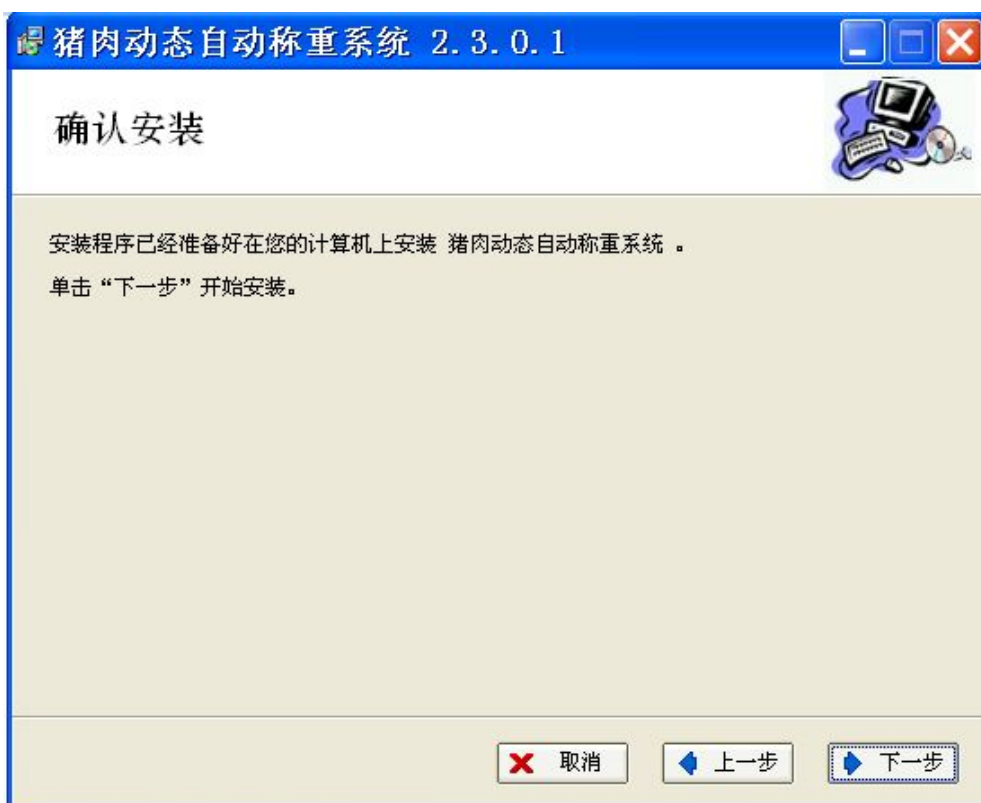 猪肉动态自动称重系统 2.3.0.1
确认安装
安装程序已经准备好在您的计算机上安装 猪肉动态自动称重系统 。
单击“下一步”开始安装。
取消 上一步 下一步